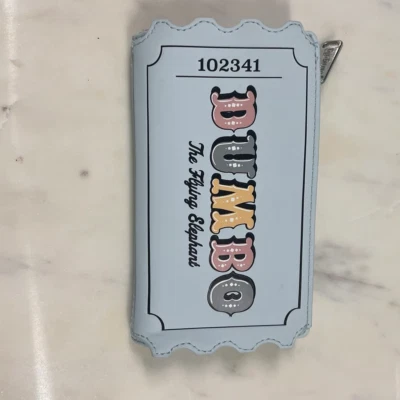 102341
DUMBO
The Flying Elephant